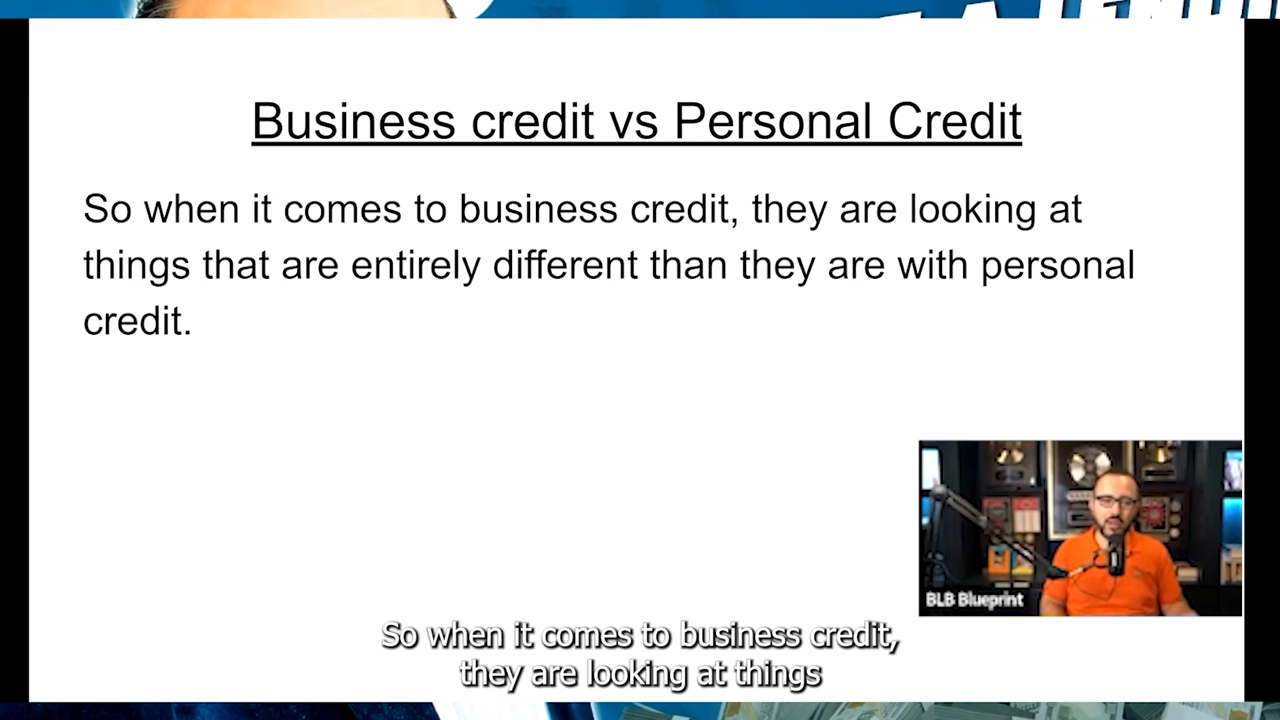 Business credit vs Personal Credit
So when it comes to business credit, they are looking at
things that are entirely different than they are with personal
credit.
BLB Blueprint
So when it comes to business credit,
they are looking at things